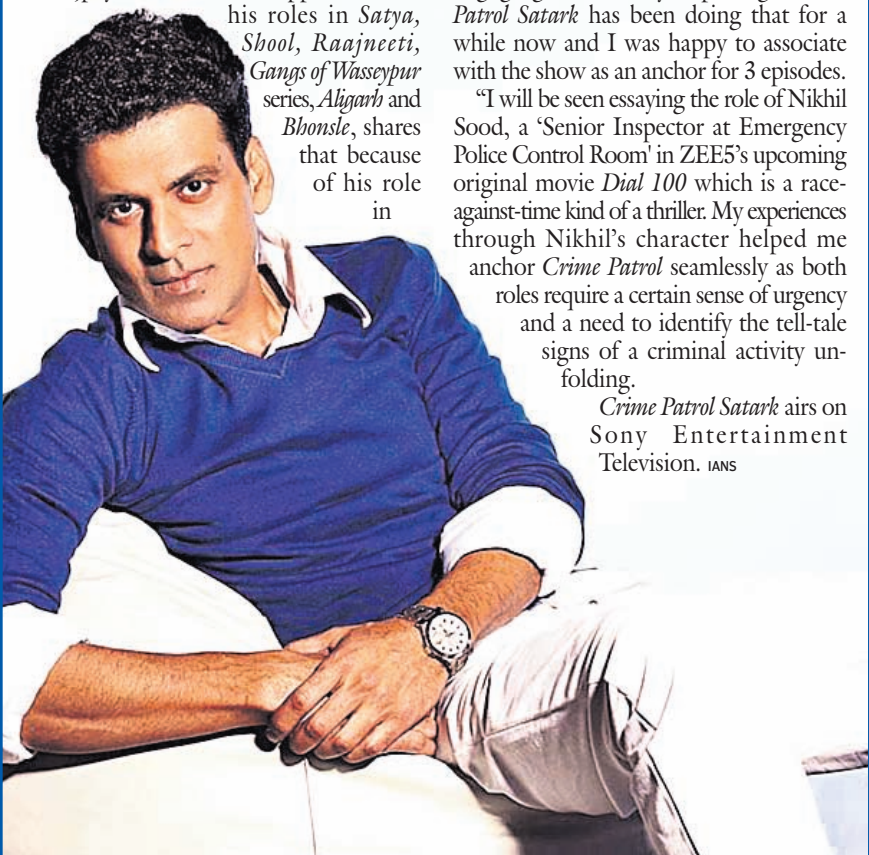 his roles in Satya,
Shool, Raajneeti,
Gangs of Wasseypur
series, Aligarh and
Bhonsle, shares
that because
of his role
in
Patrol Satark has been doing that for a
while now and I was happy to associate
with the show as an anchor for 3 episodes.
“I will be seen essaying the role of Nikhil
Sood, a ‘Senior Inspector at Emergency
Police Control Room' in ZEE5’s upcoming
original movie Dial 100 which is a race-
against-time kind of a thriller. My experiences
through Nikhil’s character helped me
anchor Crime Patrol seamlessly as both
roles require a certain sense of urgency
and a need to identify the tell-tale
signs of a criminal activity un-
folding.
Crime Patrol Satark airs on
Sony Entertainment
Television. IANS